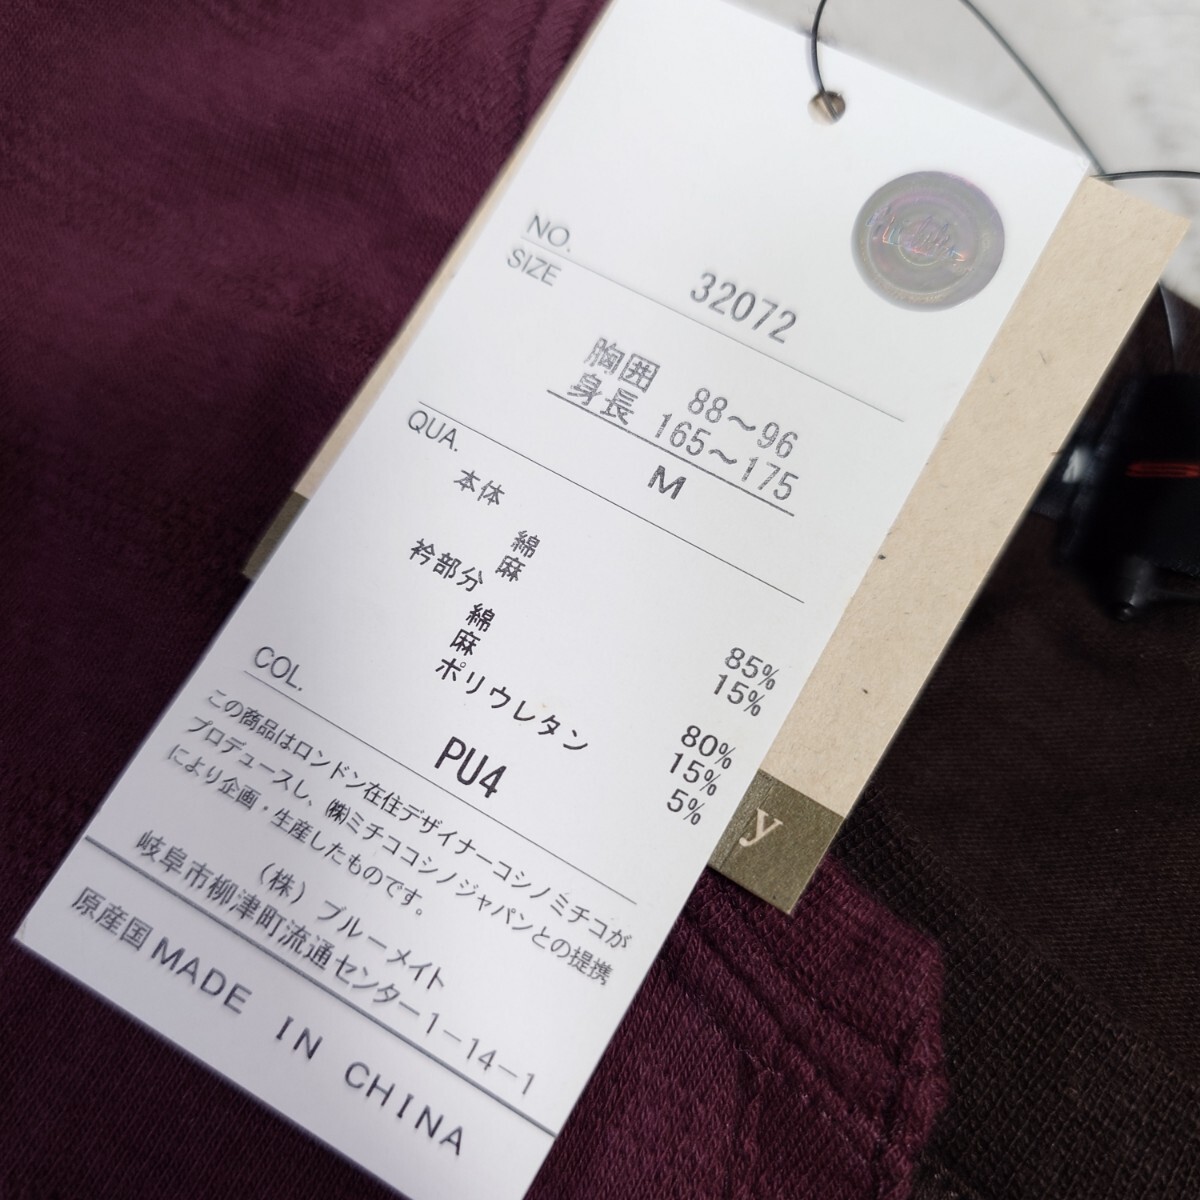 NO. 32072
SIZE
胸囲 88～96
身長 165～175
M
QUA.
本体
綿 85%
麻 15%
衿部分
綿 80%
麻 15%
ポリウレタン 5%
COL. PU4
この商品はロンドン在住デザイナーコシノミチコが
プロデュースし、㈱ミチココシノジャパンとの提携
により企画・生産したものです。
（株）ブルーメイト
岐阜市柳津町流通センター1-14-1
原産国 MADE IN CHINA
y